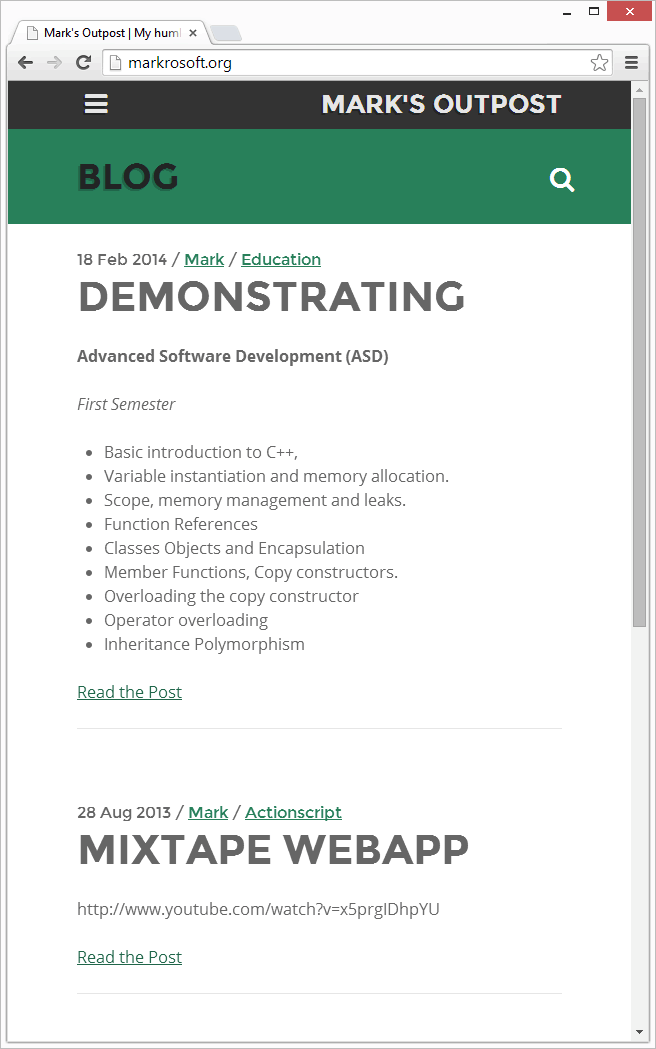 Mark's Outpost | My huml
markrosoft.org
MARK'S OUTPOST
BLOG
18 Feb 2014 / Mark / Education
DEMONSTRATING
Advanced Software Development (ASD)
First Semester
Basic introduction to C++,
Variable instantiation and memory allocation.
Scope, memory management and leaks.
Function References
Classes Objects and Encapsulation
Member Functions, Copy constructors.
Overloading the copy constructor
Operator overloading
Inheritance Polymorphism
Read the Post
28 Aug 2013 / Mark / Actionscript
MIXTAPE WEBAPP
http://www.youtube.com/watch?v=x5prgIDhpYU
Read the Post